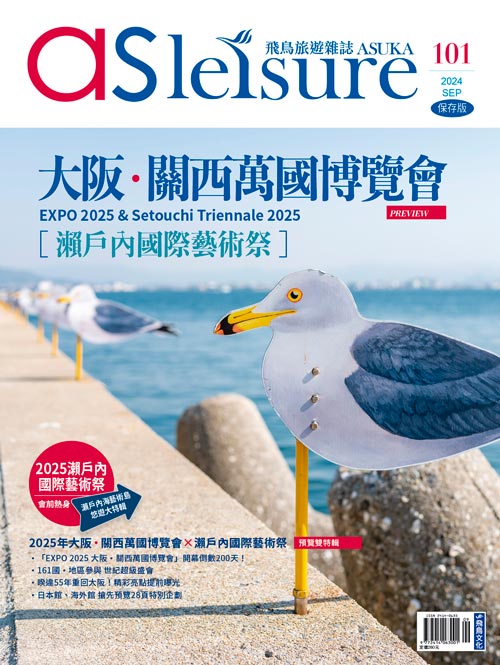 asleisure
飛鳥旅遊雜誌 ASUKA
101
2024
SEP
保存版
大阪・關西萬國博覽會
EXPO 2025 & Setouchi Triennale 2025
PREVIEW
[ 瀨戶內國際藝術祭 ]
2025瀨戶內
國際藝術祭
會前熱身
瀨戶內海藝術島
悠遊大特輯
2025年大阪・關西萬國博覽會×瀨戶內國際藝術祭 預覽雙特輯
・「EXPO 2025 大阪・關西萬國博覽會」開幕倒數200天！
・161國・地區參與 世紀超級盛會
・睽違55年重回大阪！精彩亮點提前曝光
・日本館、海外館 搶先預覽28頁特別企劃
飛鳥文化